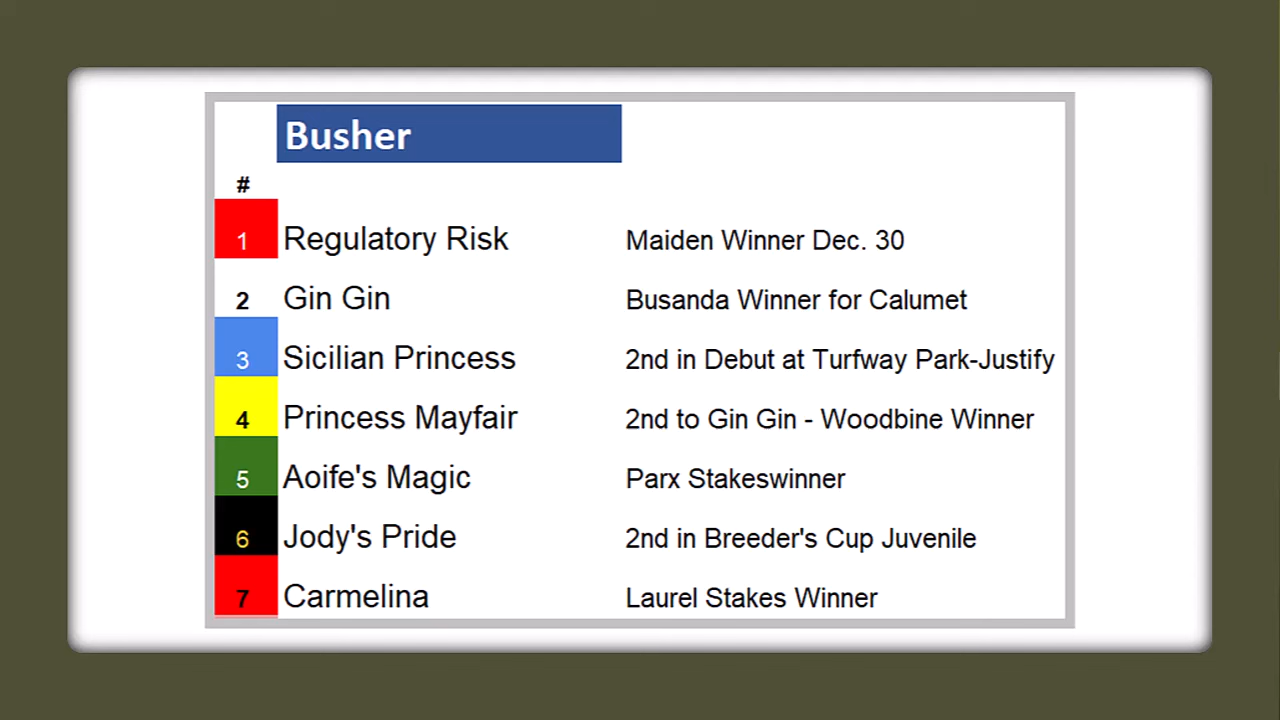 Busher
#
1 Regulatory Risk Maiden Winner Dec. 30
2 Gin Gin Busanda Winner for Calumet
3 Sicilian Princess 2nd in Debut at Turfway Park-Justify
4 Princess Mayfair 2nd to Gin Gin - Woodbine Winner
5 Aoife's Magic Parx Stakeswinner
6 Jody's Pride 2nd in Breeder's Cup Juvenile
7 Carmelina Laurel Stakes Winner